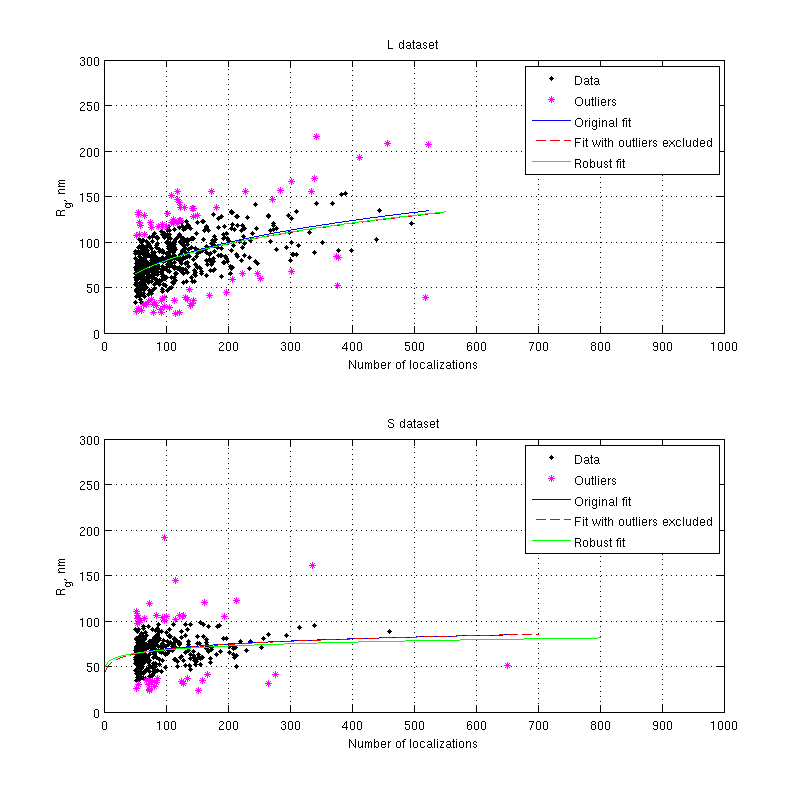 L dataset
300
250
200
150
100
50
0
Rg, nm
0 100 200 300 400 500 600 700 800 900 1000
Number of localizations
Data
Outliers
Original fit
Fit with outliers excluded
Robust fit
S dataset
300
250
200
150
100
50
0
Rg, nm
0 100 200 300 400 500 600 700 800 900 1000
Number of localizations
Data
Outliers
Original fit
Fit with outliers excluded
Robust fit